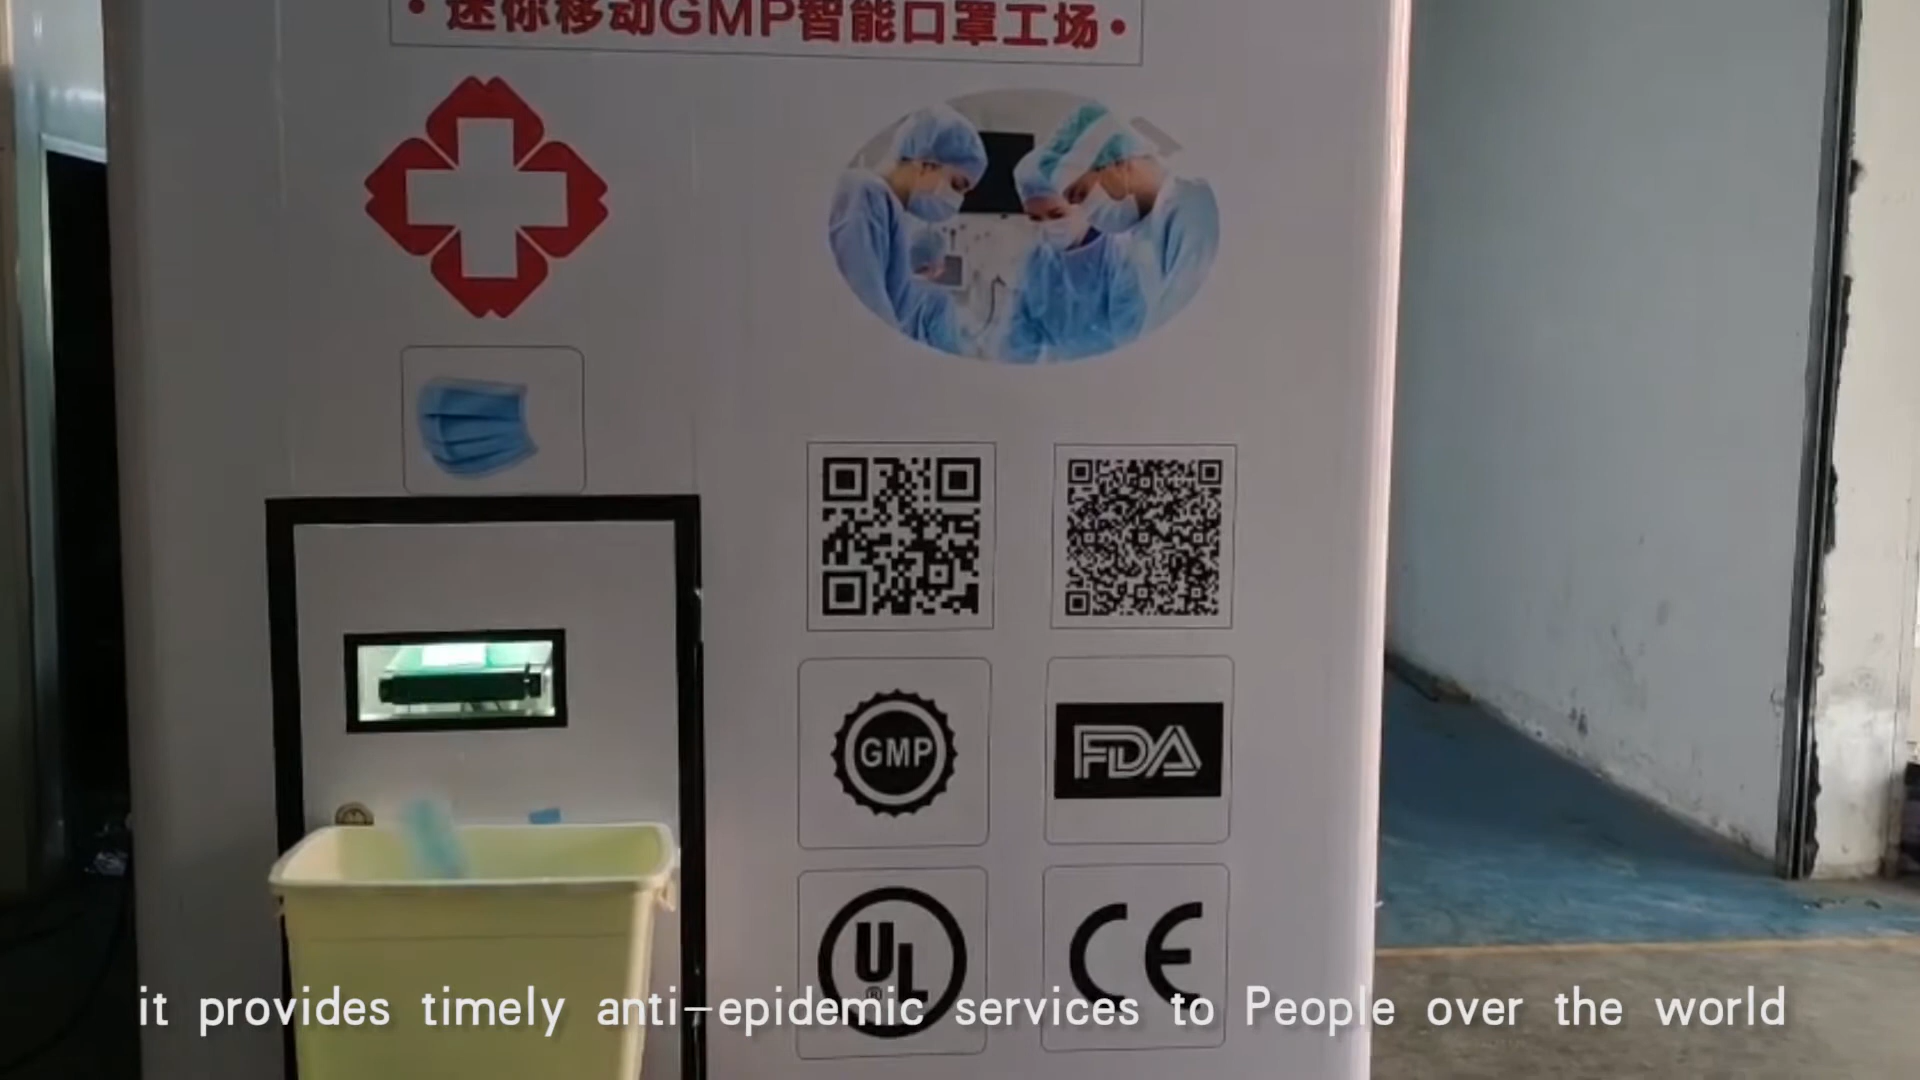 • 迷你移动GMP智能口罩工场 •
GMP
FDA
UL
®
CE
it provides timely anti-epidemic services to People over the world